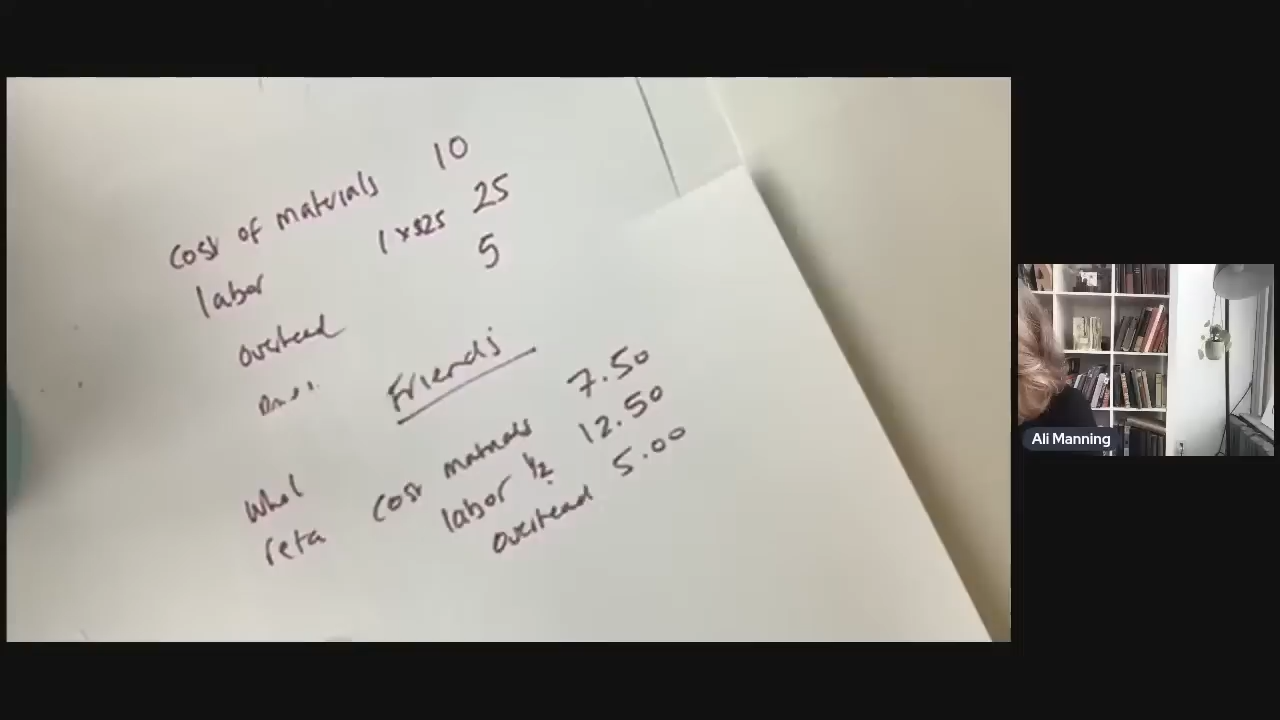 cost of materials 10
labor 1 x $25 25
overhead 5
Friends
cost materials 7.50
labor ½ 12.50
overhead 5.00
whol
reta
Ali Manning